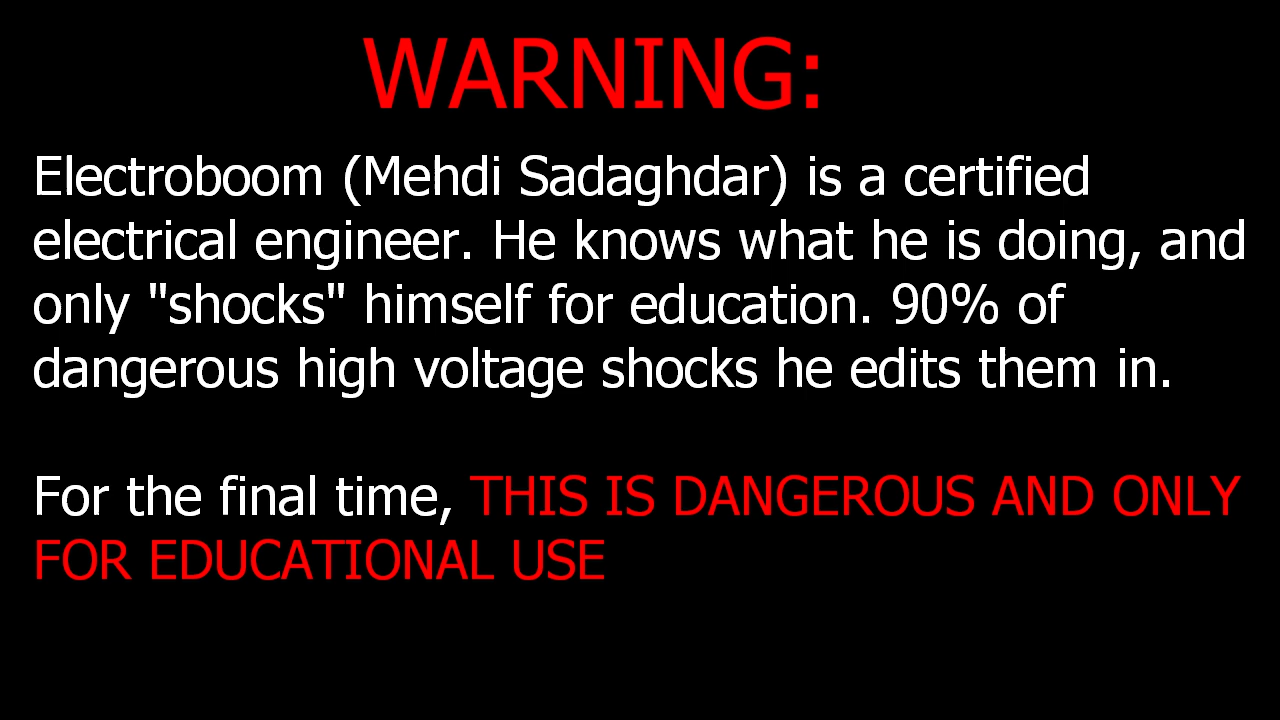 WARNING:
Electroboom (Mehdi Sadaghdar) is a certified
electrical engineer. He knows what he is doing, and
only "shocks" himself for education. 90% of
dangerous high voltage shocks he edits them in.
For the final time, THIS IS DANGEROUS AND ONLY
FOR EDUCATIONAL USE